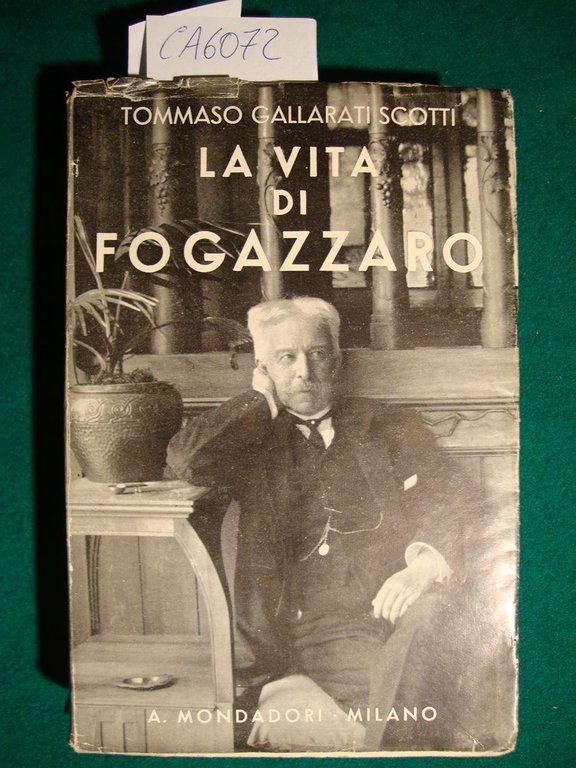 CA6072
TOMMASO GALLARATI SCOTTI
LA VITA
DI
FOGAZZARO
A. MONDADORI · MILANO